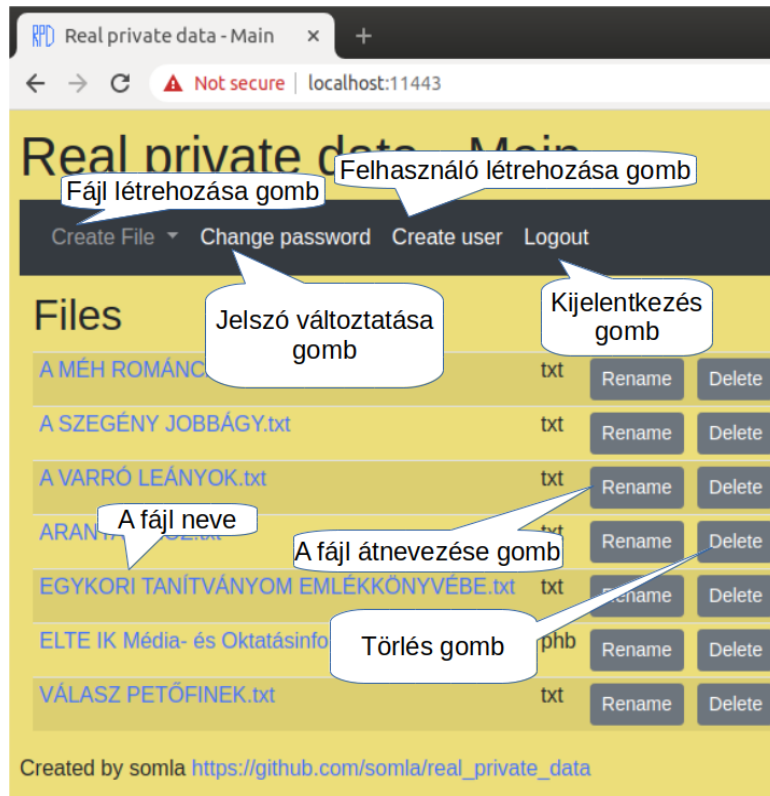 RPD Real private data - Main × +
Not secure | localhost:11443
Real private data - Main
Fájl létrehozása gomb
Felhasználó létrehozása gomb
Create File Change password Create user Logout
Jelszó változtatása
gomb
Kijelentkezés
gomb
Files
A MÉH ROMÁNC txt Rename Delete
A SZEGÉNY JOBBÁGY.txt txt Rename Delete
A VARRÓ LEÁNYOK.txt txt Rename Delete
A fájl neve
A fájl átnevezése gomb
ARANY txt Rename Delete
EGYKORI TANÍTVÁNYOM EMLÉKKÖNYVÉBE.txt txt Rename Delete
Törlés gomb
ELTE IK Média- és Oktatásinfo phb Rename Delete
VÁLASZ PETŐFINEK.txt txt Rename Delete
Created by somla https://github.com/somla/real_private_data